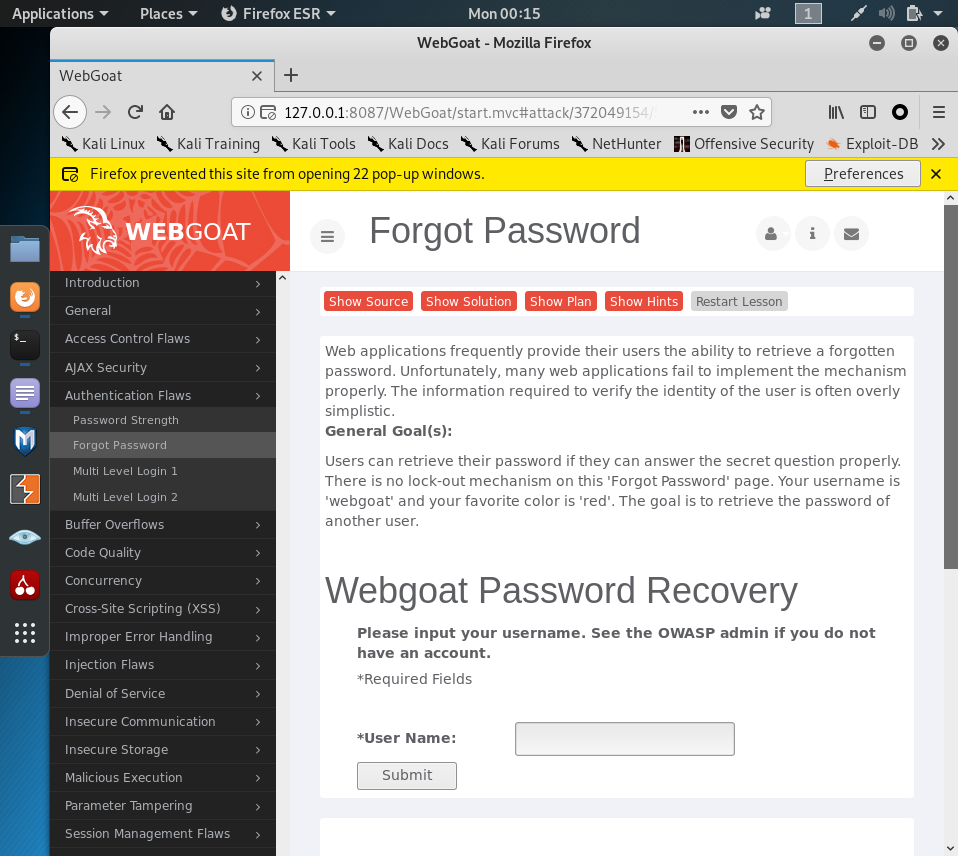 Applications Places Firefox ESR Mon 00:15 1
WebGoat - Mozilla Firefox
WebGoat
127.0.0.1:8087/WebGoat/start.mvc#attack/372049154/
Kali Linux Kali Training Kali Tools Kali Docs Kali Forums NetHunter Offensive Security Exploit-DB
Firefox prevented this site from opening 22 pop-up windows. Preferences
WEBGOAT
Forgot Password
Introduction
General
Access Control Flaws
AJAX Security
Authentication Flaws
Password Strength
Forgot Password
Multi Level Login 1
Multi Level Login 2
Buffer Overflows
Code Quality
Concurrency
Cross-Site Scripting (XSS)
Improper Error Handling
Injection Flaws
Denial of Service
Insecure Communication
Insecure Storage
Malicious Execution
Parameter Tampering
Session Management Flaws
Show Source Show Solution Show Plan Show Hints Restart Lesson
Web applications frequently provide their users the ability to retrieve a forgotten
password. Unfortunately, many web applications fail to implement the mechanism
properly. The information required to verify the identity of the user is often overly
simplistic.
General Goal(s):
Users can retrieve their password if they can answer the secret question properly.
There is no lock-out mechanism on this 'Forgot Password' page. Your username is
'webgoat' and your favorite color is 'red'. The goal is to retrieve the password of
another user.
Webgoat Password Recovery
Please input your username. See the OWASP admin if you do not
have an account.
*Required Fields
*User Name:
Submit